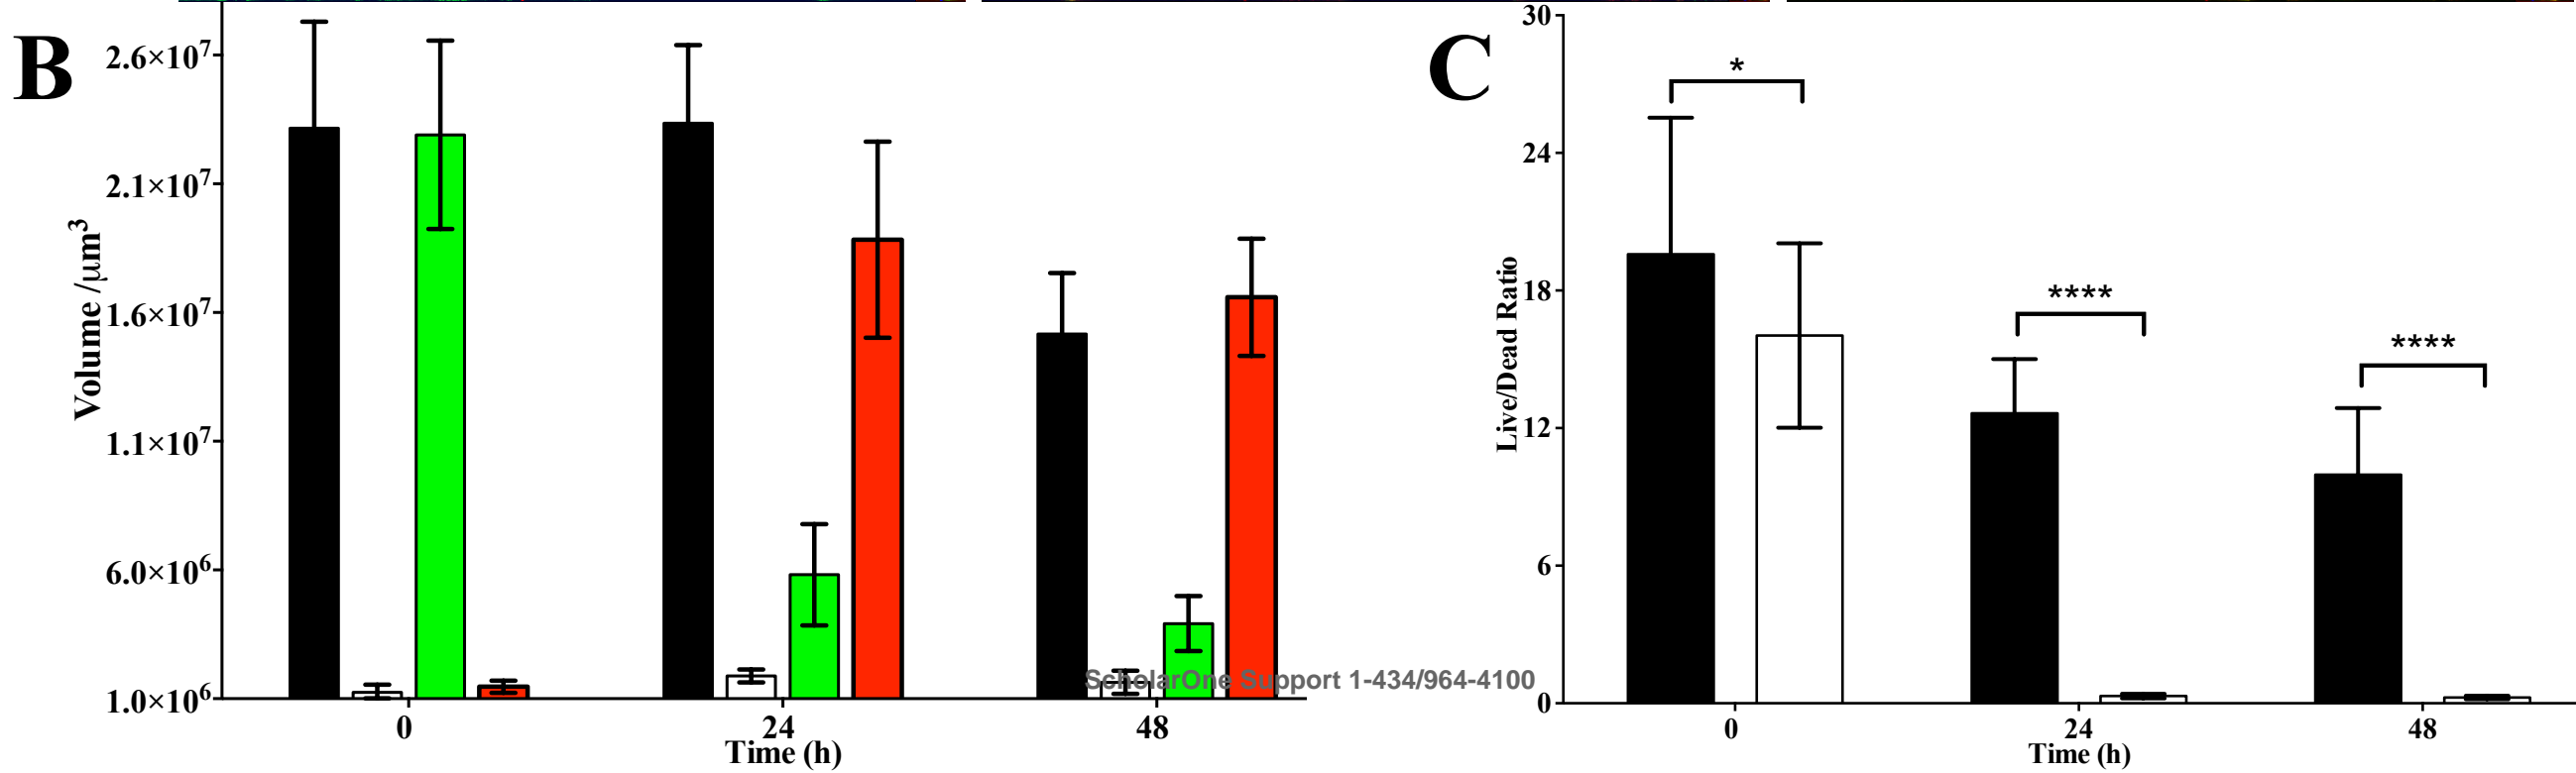 B
2.6×10⁷
2.1×10⁷
1.6×10⁷
1.1×10⁷
6.0×10⁶
1.0×10⁶
Volume /μm³
0 24 48
Time (h)
C
30
24
18
12
6
0
Live/Dead Ratio
*
****
****
0 24 48
Time (h)
ScholarOne Support 1-434/964-4100